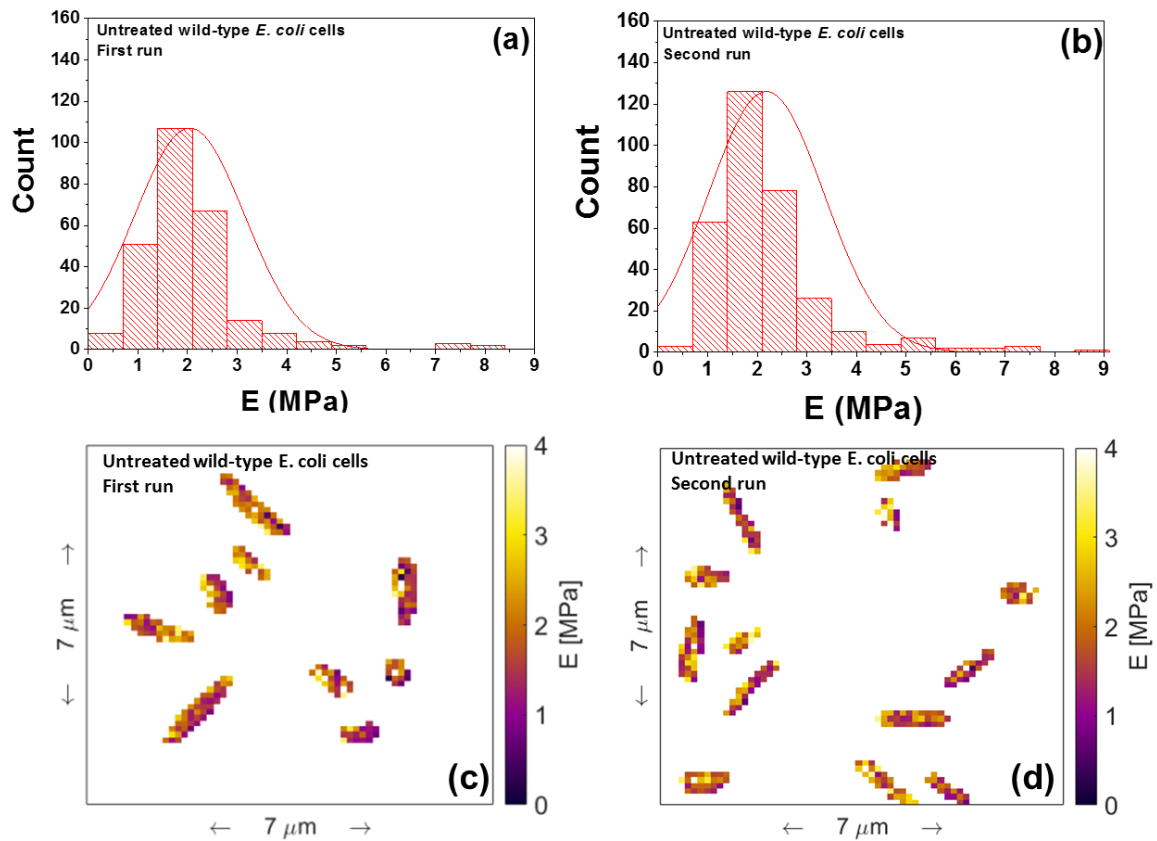 Untreated wild-type E. coli cells
First run
(a)
160
140
120
100
80
60
40
20
0
Count
0 1 2 3 4 5 6 7 8 9
E (MPa)
Untreated wild-type E. coli cells
Second run
(b)
160
140
120
100
80
60
40
20
0
Count
0 1 2 3 4 5 6 7 8 9
E (MPa)
Untreated wild-type E. coli cells
First run
(c)
← 7 μm →
← 7 μm →
4
3
2
1
0
E [MPa]
Untreated wild-type E. coli cells
Second run
(d)
← 7 μm →
← 7 μm →
4
3
2
1
0
E [MPa]